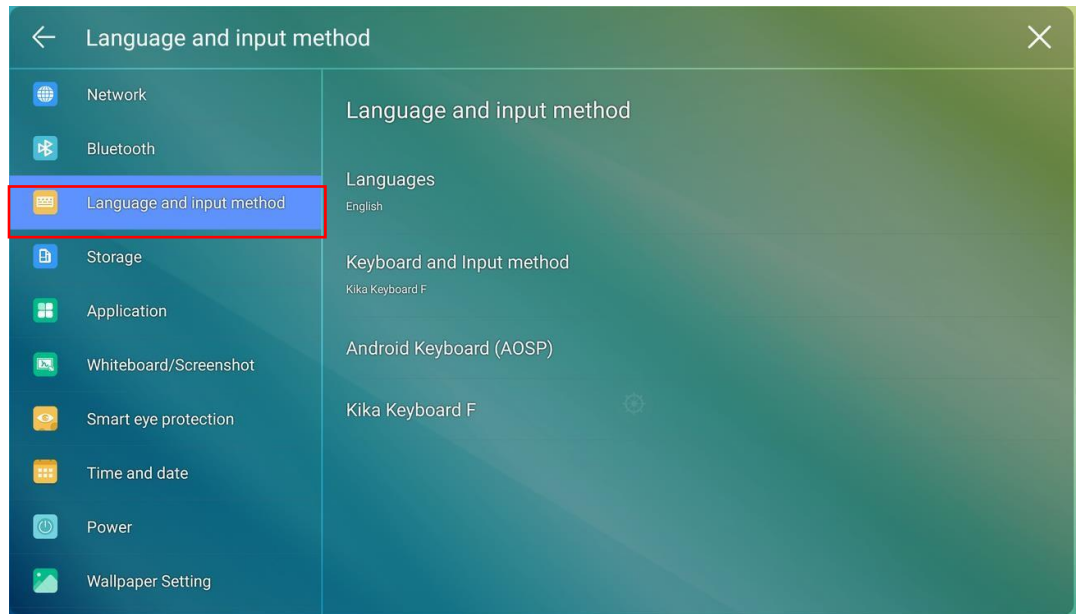 Language and input method
Network
Bluetooth
Language and input method
Storage
Application
Whiteboard/Screenshot
Smart eye protection
Time and date
Power
Wallpaper Setting
Language and input method
Languages
English
Keyboard and Input method
Kika Keyboard F
Android Keyboard (AOSP)
Kika Keyboard F